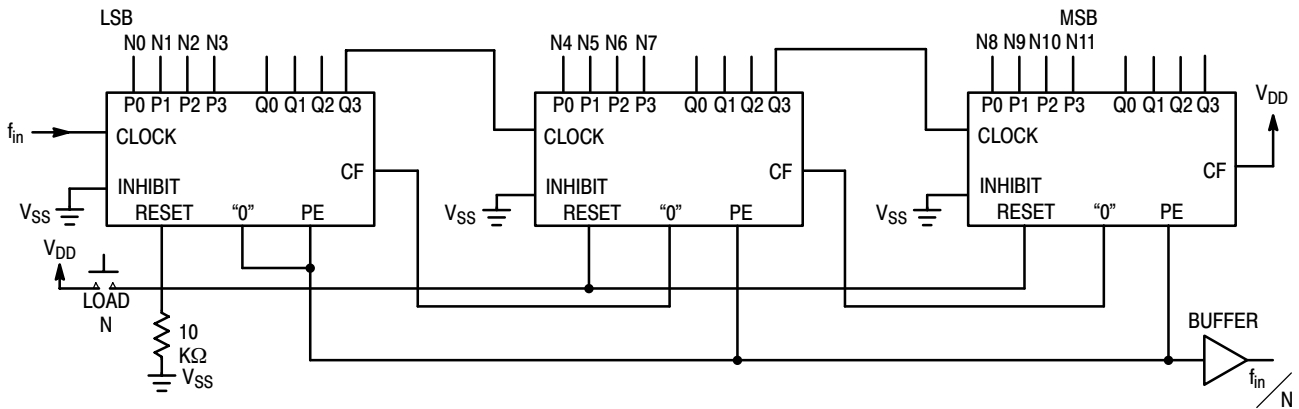 LSB
MSB
N0 N1 N2 N3
N4 N5 N6 N7
N8 N9 N10 N11
P0 P1 P2 P3 Q0 Q1 Q2 Q3
P0 P1 P2 P3 Q0 Q1 Q2 Q3
P0 P1 P2 P3 Q0 Q1 Q2 Q3
VDD
fin
CLOCK
CLOCK
CLOCK
CF
CF
CF
INHIBIT
INHIBIT
INHIBIT
VSS
VSS
VSS
RESET “0” PE
RESET “0” PE
RESET “0” PE
VDD
LOAD
N
10
KΩ
VSS
BUFFER
fin/N